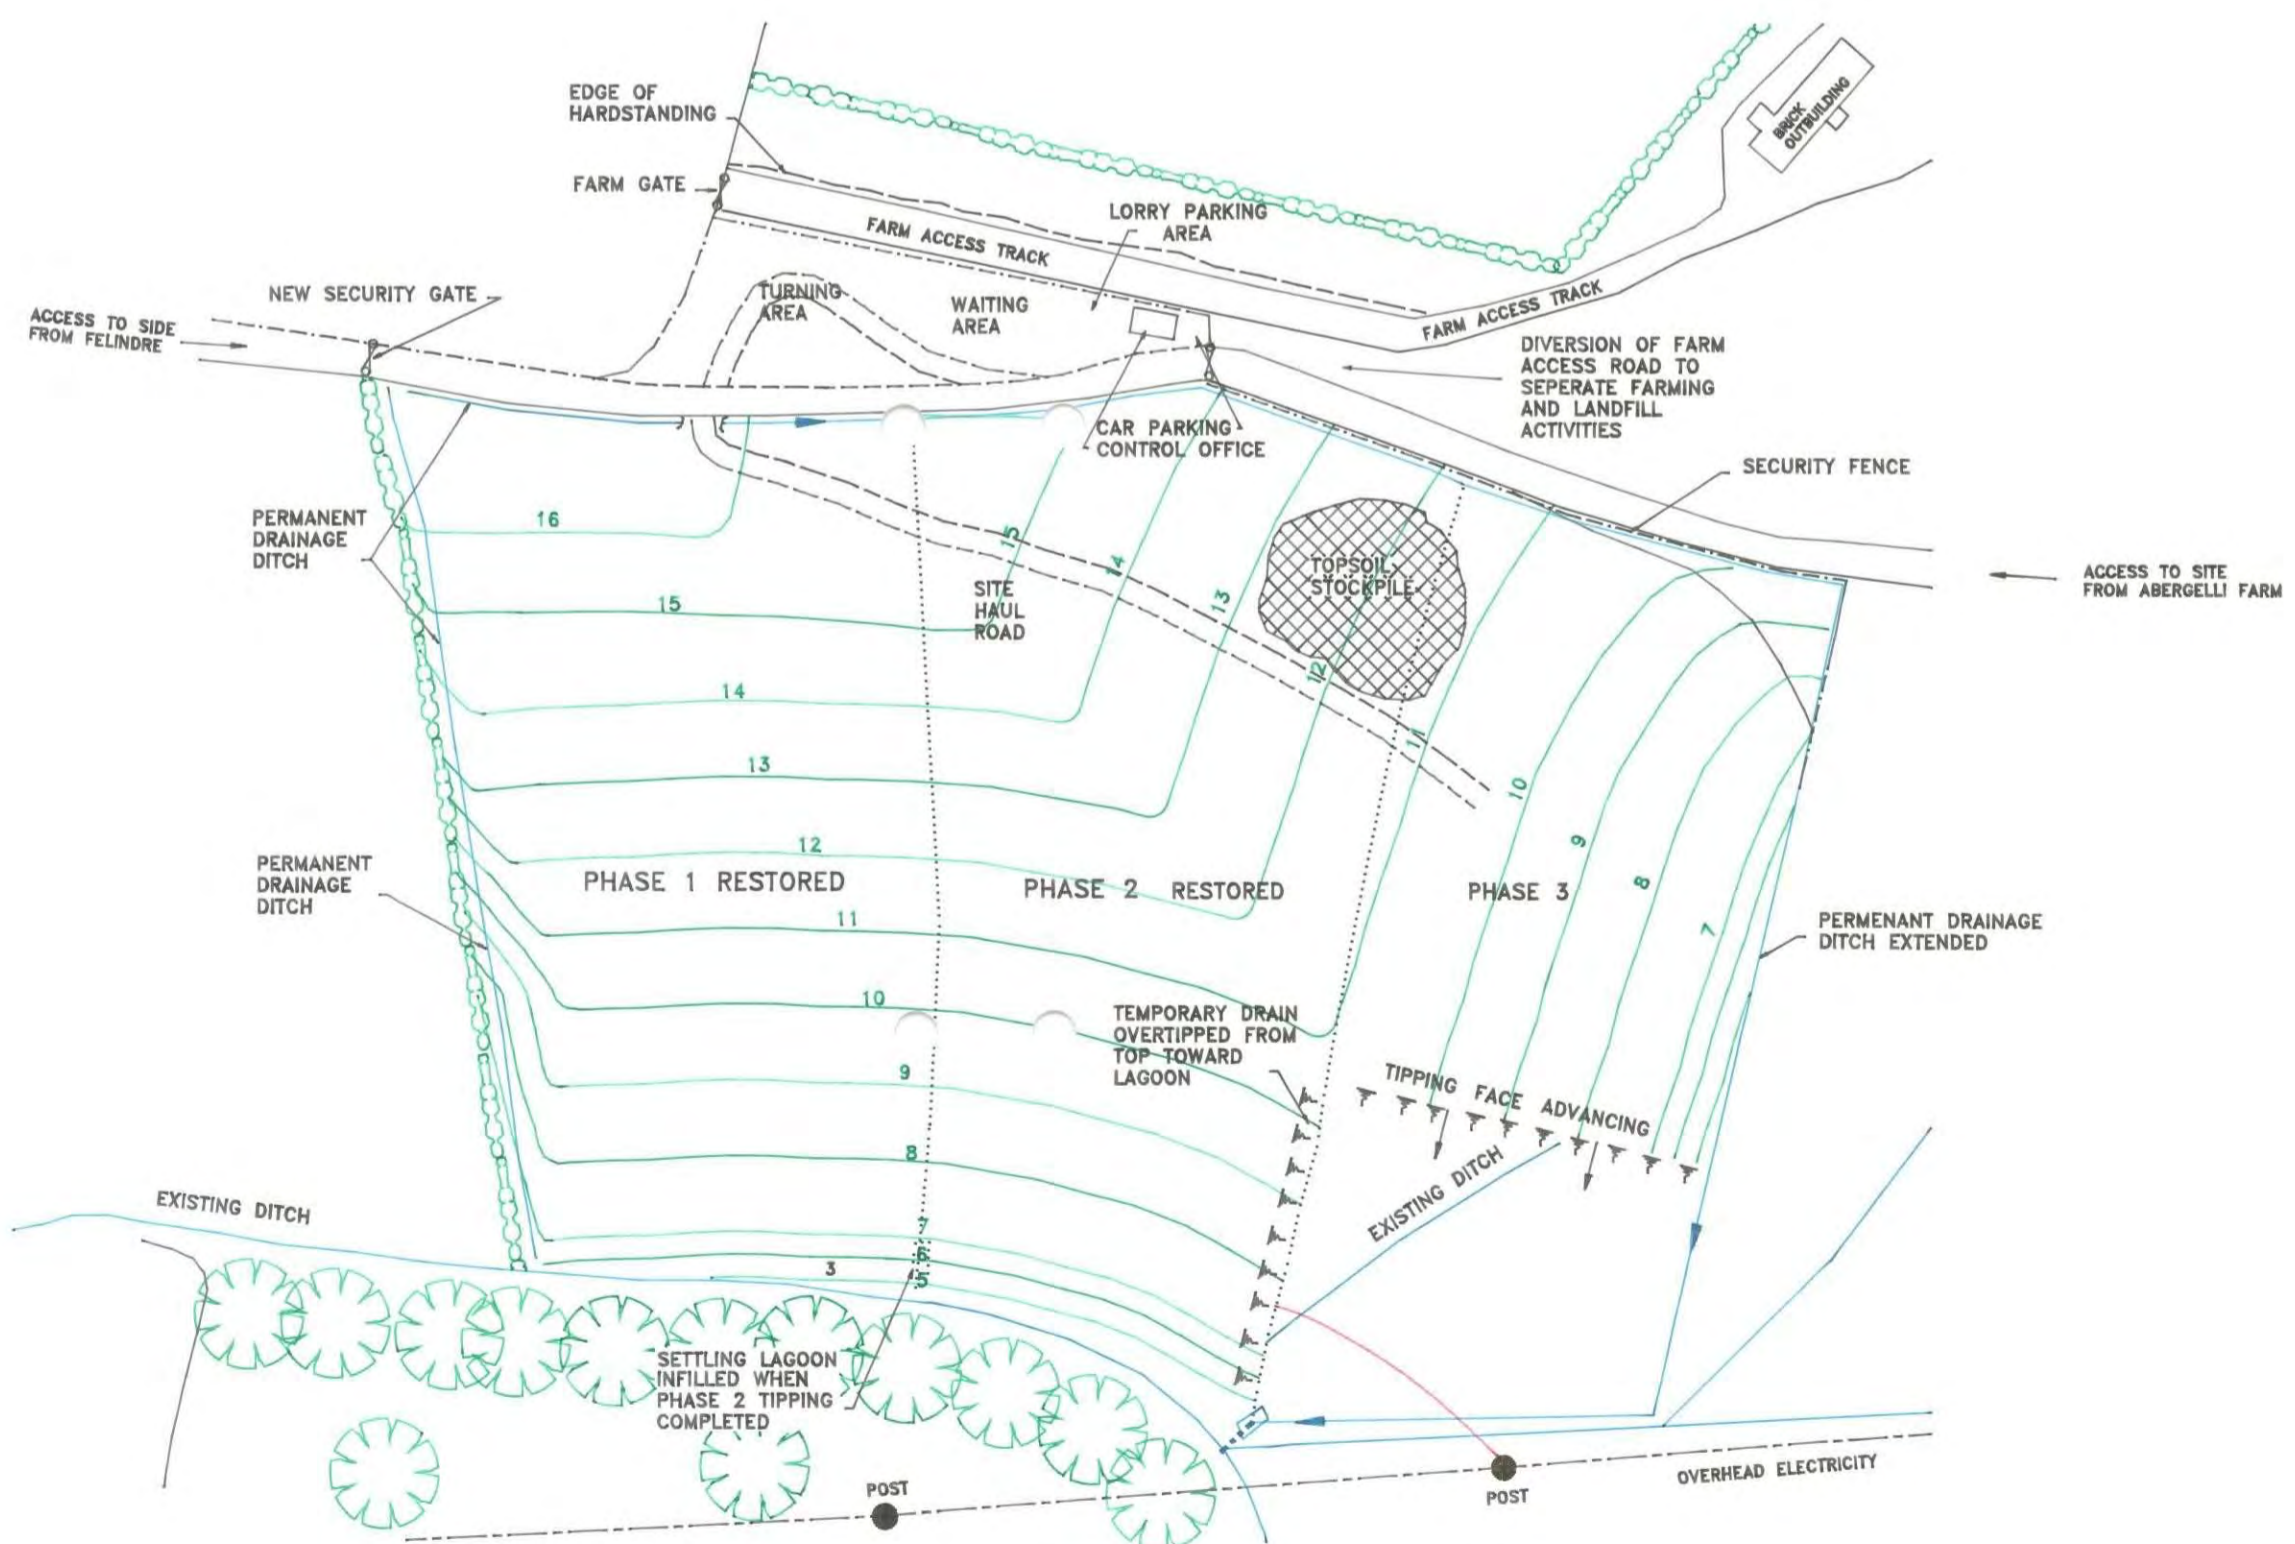 EDGE OF
HARDSTANDING
FARM GATE
BRICK
OUTBUILDING
LORRY PARKING
AREA
FARM ACCESS TRACK
NEW SECURITY GATE
TURNING
AREA
WAITING
AREA
FARM ACCESS TRACK
ACCESS TO SIDE
FROM FELINDRE
DIVERSION OF FARM
ACCESS ROAD TO
SEPERATE FARMING
AND LANDFILL
ACTIVITIES
CAR PARKING
CONTROL OFFICE
SECURITY FENCE
PERMANENT
DRAINAGE
DITCH
16
15
14
13
TOPSOIL
STOCKPILE
ACCESS TO SITE
FROM ABERGELLI FARM
15
SITE
HAUL
ROAD
14
12
11
13
10
9
8
7
12
PERMANENT
DRAINAGE
DITCH
PHASE 1 RESTORED
PHASE 2 RESTORED
PHASE 3
11
PERMENANT DRAINAGE
DITCH EXTENDED
10
TEMPORARY DRAIN
OVERTIPPED FROM
TOP TOWARD
LAGOON
9
TIPPING FACE ADVANCING
8
EXISTING DITCH
EXISTING DITCH
7
6
3
5
SETTLING LAGOON
INFILLED WHEN
PHASE 2 TIPPING
COMPLETED
POST
POST
OVERHEAD ELECTRICITY